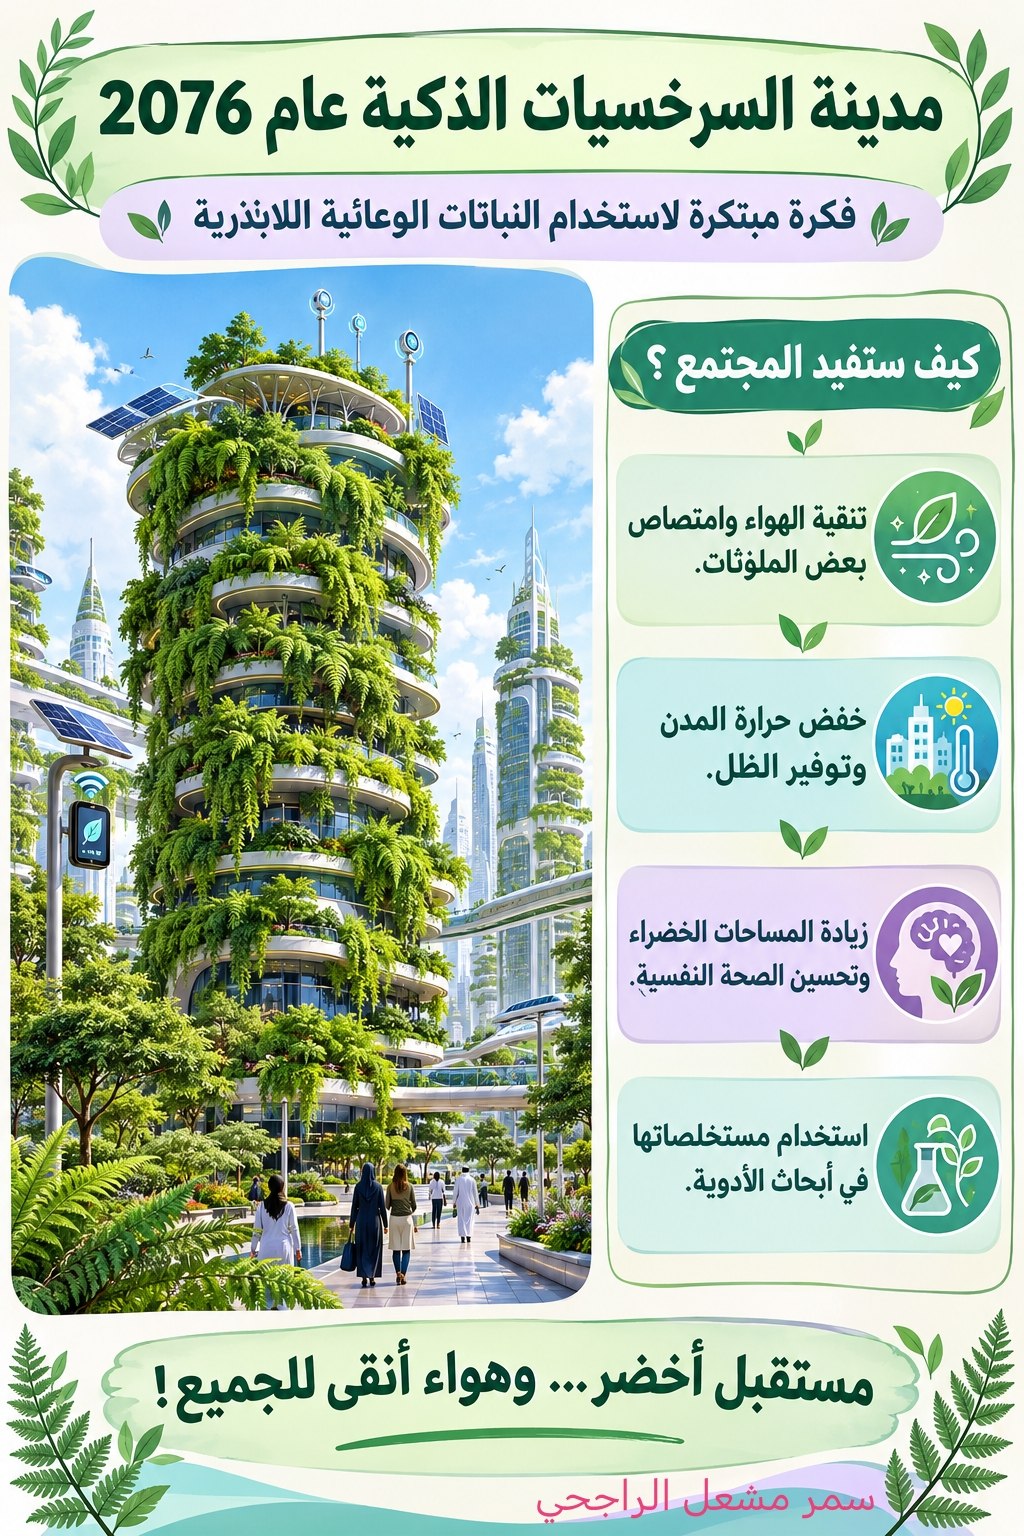 مدينة السرخسيات الذكية عام 2076
فكرة مبتكرة لاستخدام النباتات الوعائية اللابذرية
كيف ستفيد المجتمع ؟
تنقية الهواء وامتصاص
بعض الملوثات.
خفض حرارة المدن
وتوفير الظل.
زيادة المساحات الخضراء
وتحسين الصحة النفسية.
استخدام مستخلصاتها
في أبحاث الأدوية.
مستقبل أخضر... وهواء أنقى للجميع!
سمر مشعل الراجحي